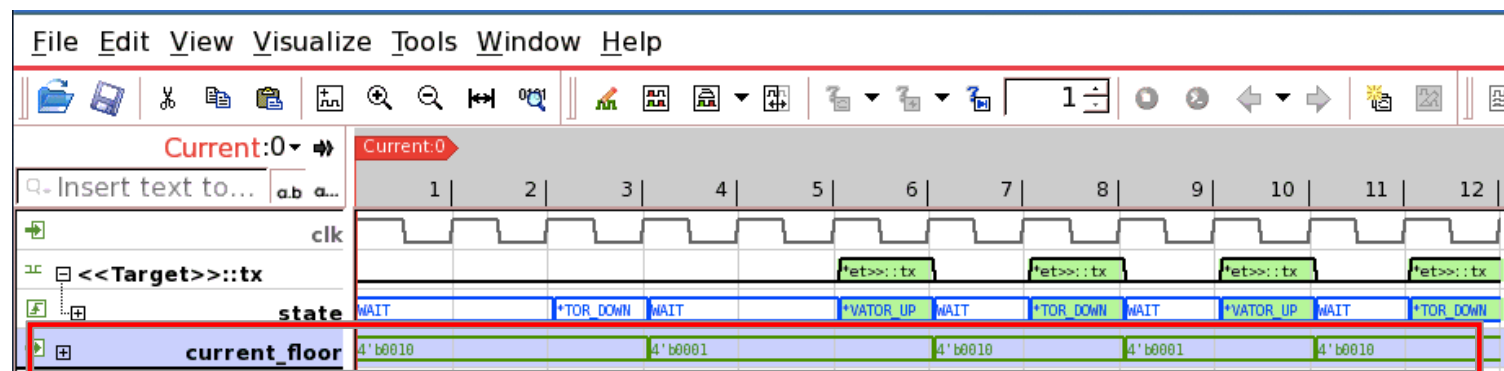 File Edit View Visualize Tools Window Help
1
Current:0
Current:0
Insert text to... a.b a...
1 2 3 4 5 6 7 8 9 10 11 12
clk
<<Target>>::tx *et>>::tx *et>>::tx *et>>::tx *et>>::tx
state WAIT *TOR_DOWN WAIT *VATOR_UP WAIT *TOR_DOWN WAIT *VATOR_UP WAIT *TOR_DOWN
current_floor 4'b0010 4'b0001 4'b0010 4'b0001 4'b0010